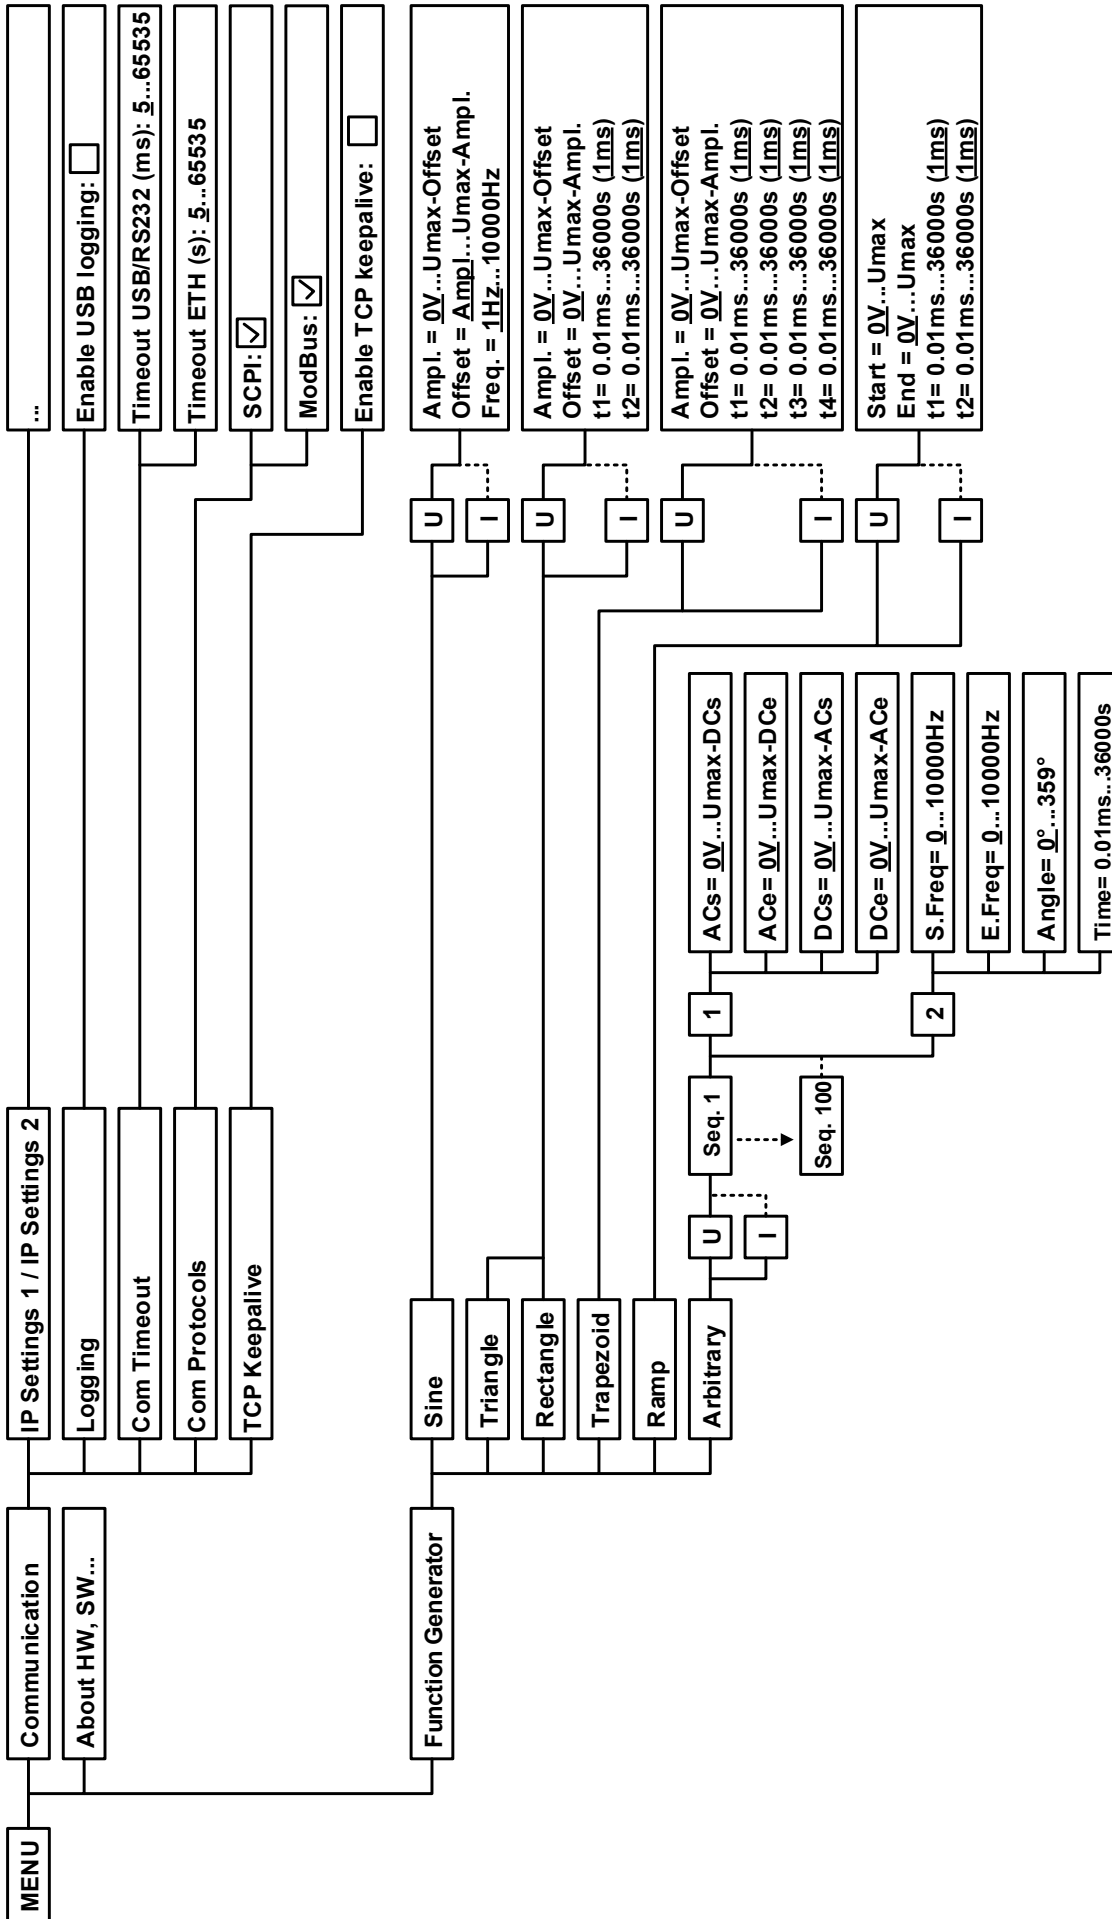 MENU
Communication
About HW, SW...
Function Generator
IP Settings 1 / IP Settings 2
Logging
Com Timeout
Com Protocols
TCP Keepalive
...
Enable USB logging:
Timeout USB/RS232 (ms): 5...65535
Timeout ETH (s): 5...65535
SCPI:
ModBus:
Enable TCP keepalive:
Sine
Triangle
Rectangle
Trapezoid
Ramp
Arbitrary
U
I
Ampl. = 0V...Umax-Offset
Offset = Ampl...Umax-Ampl.
Freq. = 1Hz...10000Hz
U
I
Ampl. = 0V...Umax-Offset
Offset = 0V...Umax-Ampl.
t1= 0.01ms...36000s (1ms)
t2= 0.01ms...36000s (1ms)
U
I
Ampl. = 0V...Umax-Offset
Offset = 0V...Umax-Ampl.
t1= 0.01ms...36000s (1ms)
t2= 0.01ms...36000s (1ms)
t3= 0.01ms...36000s (1ms)
t4= 0.01ms...36000s (1ms)
U
I
Start = 0V...Umax
End = 0V...Umax
t1= 0.01ms...36000s (1ms)
t2= 0.01ms...36000s (1ms)
U
I
Seq. 1
Seq. 100
1
2
ACs= 0V...Umax-DCs
ACe= 0V...Umax-DCe
DCs= 0V...Umax-ACs
DCe= 0V...Umax-ACe
S.Freq= 0...10000Hz
E.Freq= 0...10000Hz
Angle= 0°...359°
Time= 0.01ms...36000s